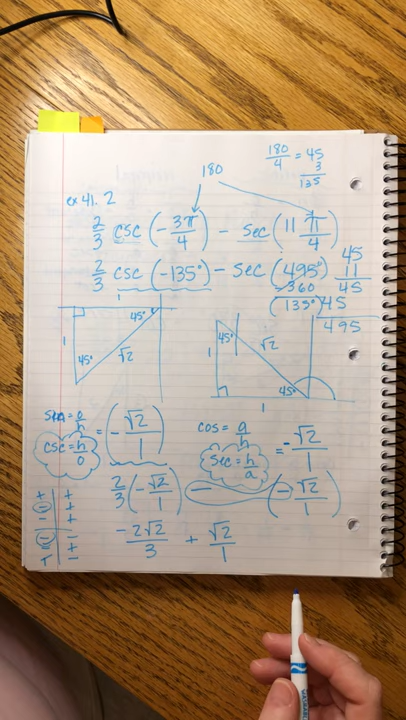 180/4 = 45
3
135
180
ex 41. 2
2/3 csc (-3π/4) - sec (11 π/4)
2/3 csc (-135°) - sec (495°)
-360
(135°)
45
11
45
45
495
1
45°
1
45°
√2
45°
1
√2
45°
1
= o/h
csc = h/o
= (-√2/1)
cos = a/h
sec = h/a
= -√2/1
2/3 (-√2/1) - (-√2/1)
-2√2/3 + √2/1